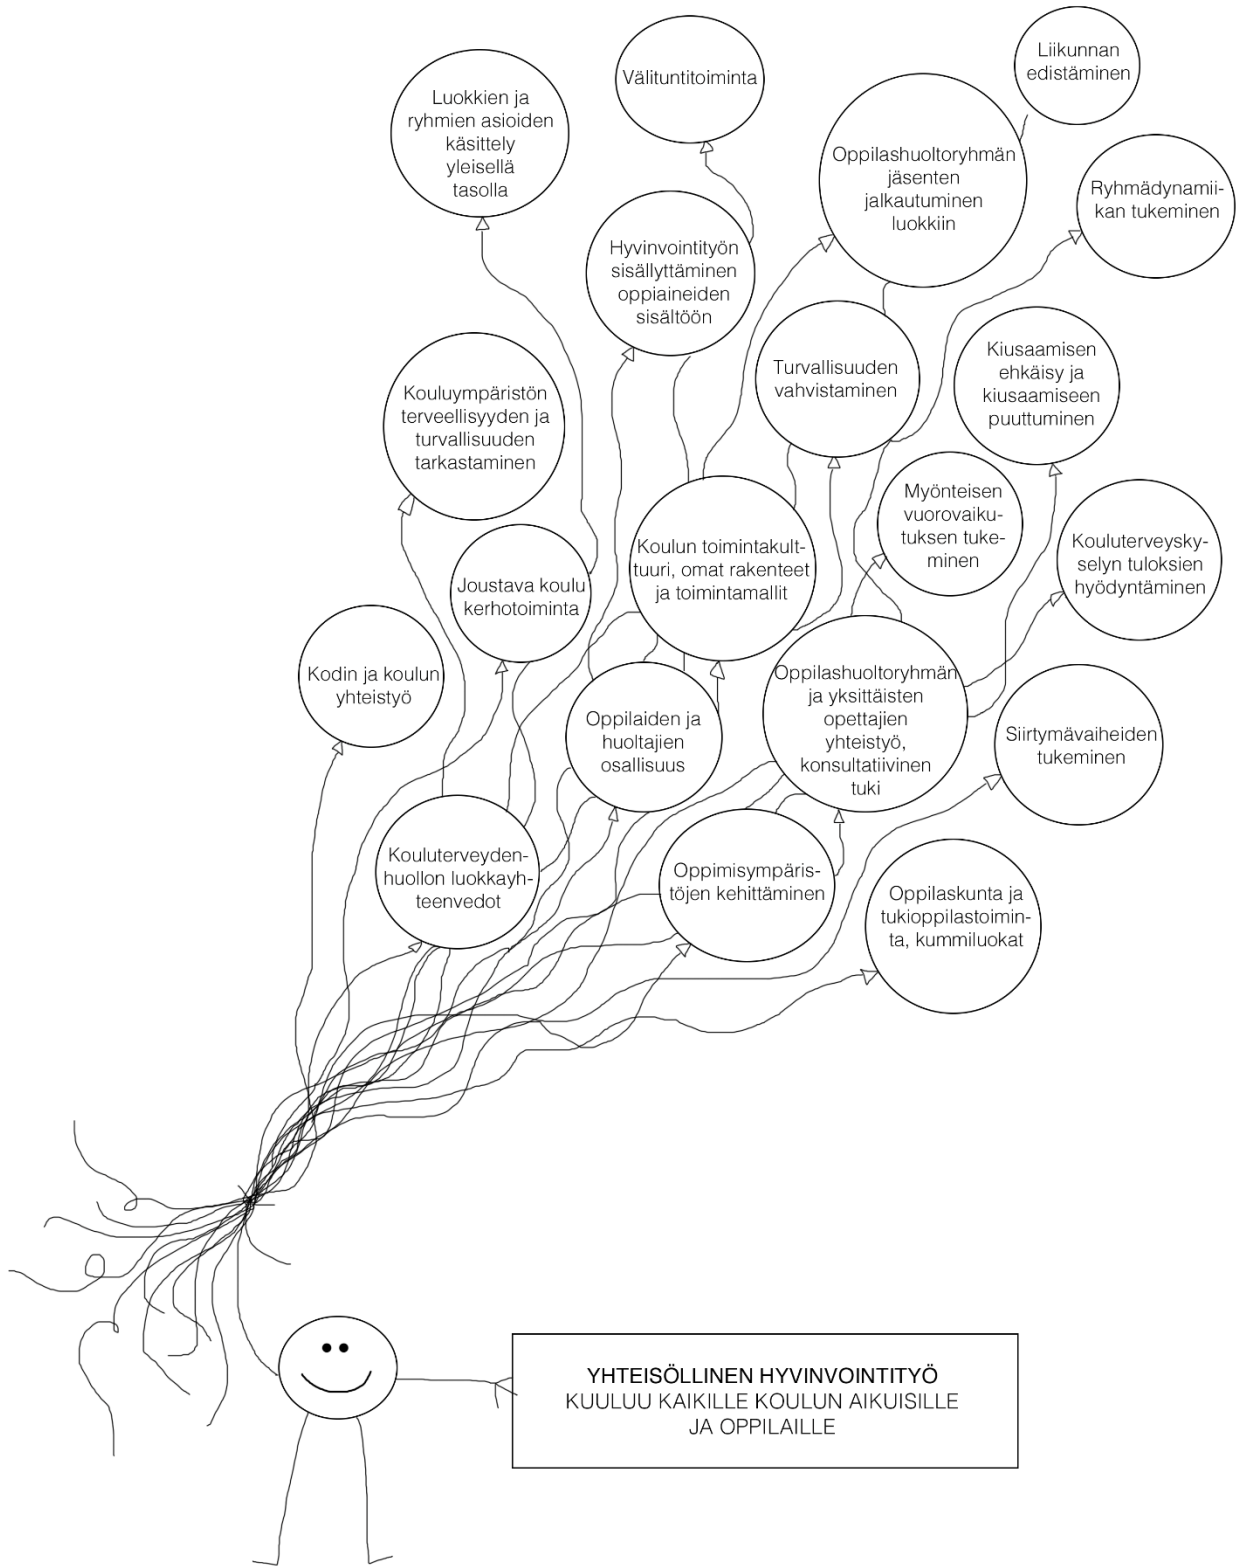 Liikunnan
edistäminen
Välituntitoiminta
Luokkien ja
ryhmien asioiden
käsittely
yleisellä
tasolla
Oppilashuoltoryhmän
jäsenten
jalkautuminen
luokkiin
Ryhmädynamii-
kan tukeminen
Hyvinvointityön
sisällyttäminen
oppiaineiden
sisältöön
Turvallisuuden
vahvistaminen
Kiusaamisen
ehkäisy ja
kiusaamiseen
puuttuminen
Kouluympäristön
terveellisyyden ja
turvallisuuden
tarkastaminen
Myönteisen
vuorovaiku-
tuksen tuke-
minen
Koulun toimintakult-
tuuri, omat rakenteet
ja toimintamallit
Kouluterveysky-
selyn tuloksien
hyödyntäminen
Joustava koulu
kerhotoiminta
Kodin ja koulun
yhteistyö
Oppilaiden ja
huoltajien
osallisuus
Oppilashuoltoryhmän
ja yksittäisten
opettajien
yhteistyö,
konsultatiivinen
tuki
Siirtymävaiheiden
tukeminen
Kouluterveyden-
huollon luokkayh-
teenvedot
Oppimisympäris-
töjen kehittäminen
Oppilaskunta ja
tukioppilastoimin-
ta, kummiluokat
YHTEISÖLLINEN HYVINVOINTITYÖ
KUULUU KAIKILLE KOULUN AIKUISILLE
JA OPPILAILLE